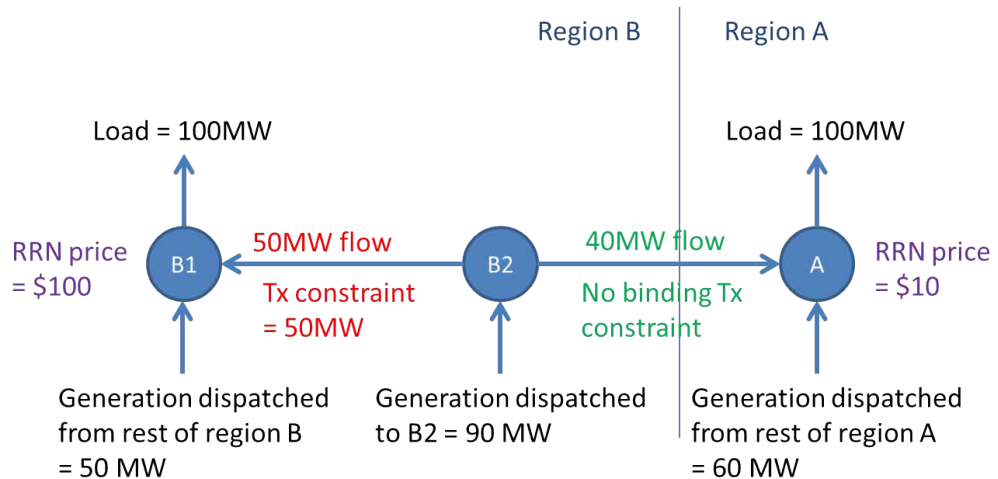 Region B
Region A
Load = 100MW
Load = 100MW
RRN price
= $100
B1
50MW flow
Tx constraint
= 50MW
B2
40MW flow
No binding Tx
constraint
A
RRN price
= $10
Generation dispatched
from rest of region B
= 50 MW
Generation dispatched
to B2 = 90 MW
Generation dispatched
from rest of region A
= 60 MW